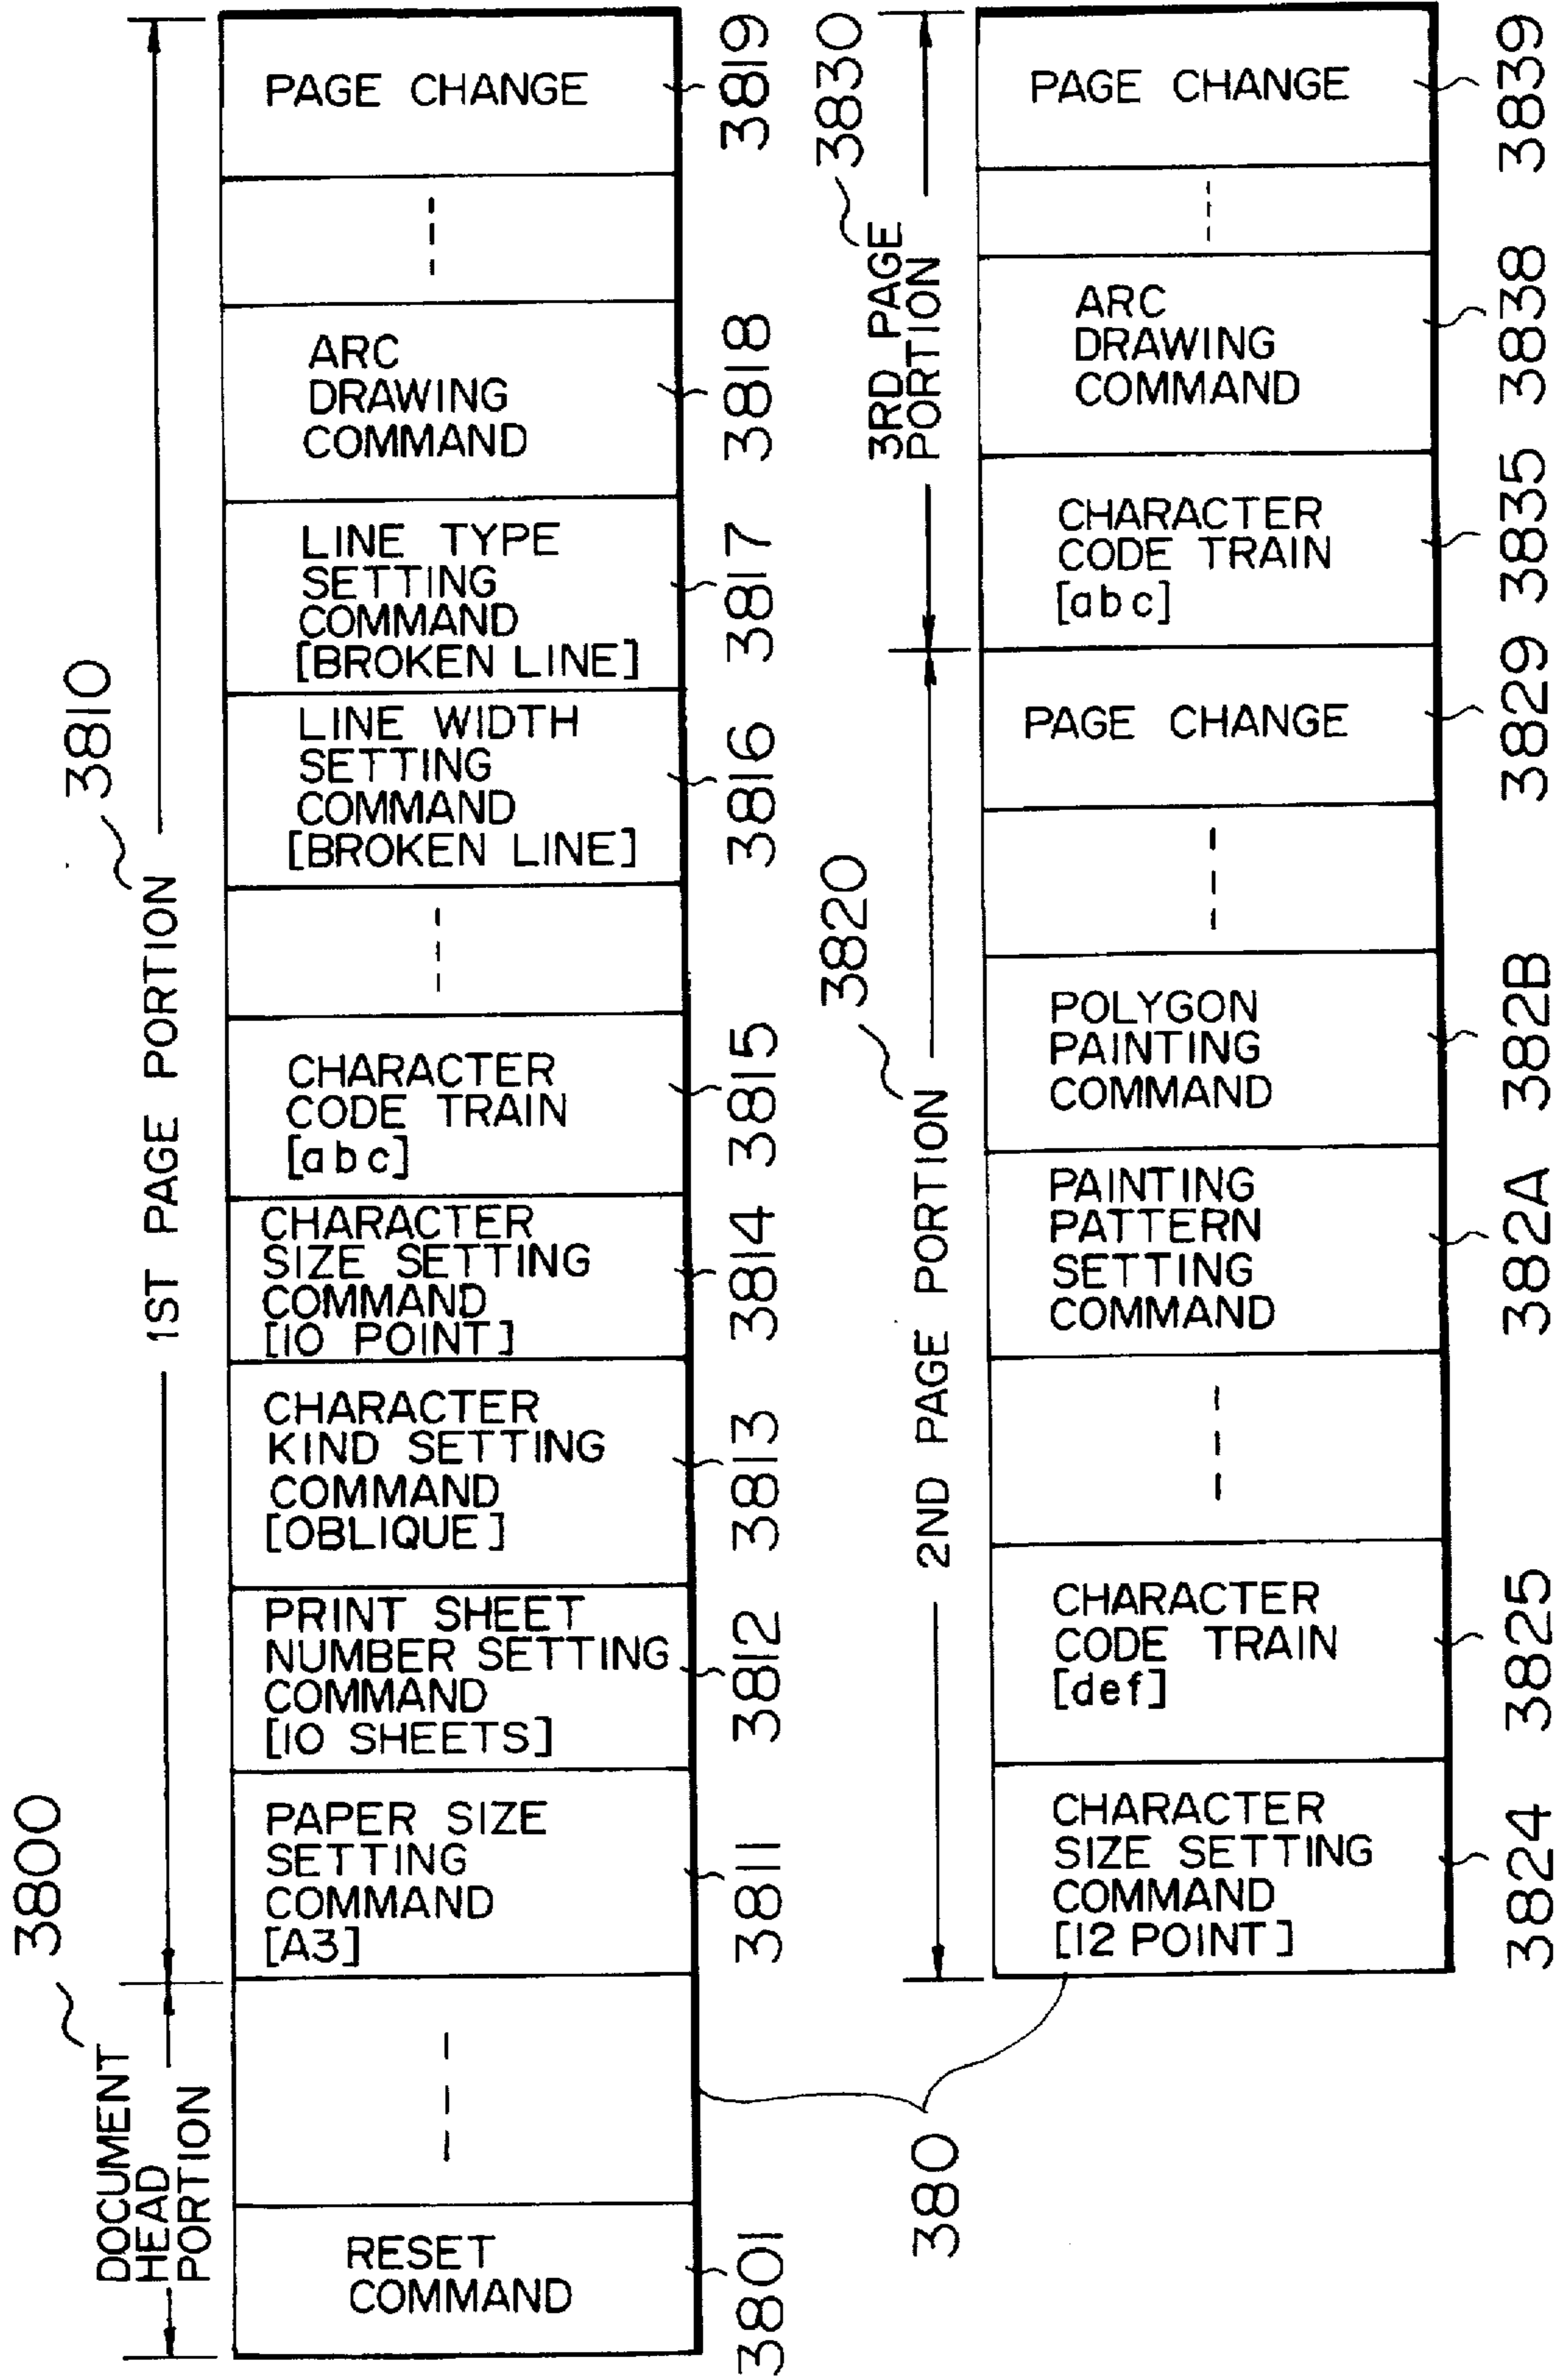 DOCUMENT
HEAD
PORTION
3800
1ST PAGE PORTION
3810
RESET
COMMAND
3801
PAPER SIZE
SETTING
COMMAND
[A3]
3811
PRINT SHEET
NUMBER SETTING
COMMAND
[10 SHEETS]
3812
CHARACTER
KIND SETTING
COMMAND
[OBLIQUE]
3813
CHARACTER
SIZE SETTING
COMMAND
[10 POINT]
3814
CHARACTER
CODE TRAIN
[abc]
3815
LINE WIDTH
SETTING
COMMAND
[BROKEN LINE]
3816
LINE TYPE
SETTING
COMMAND
[BROKEN LINE]
3817
ARC
DRAWING
COMMAND
3818
PAGE CHANGE
3819
380
2ND PAGE PORTION
3820
3RD PAGE
PORTION
3830
CHARACTER
SIZE SETTING
COMMAND
[12 POINT]
3824
CHARACTER
CODE TRAIN
[def]
3825
PAINTING
PATTERN
SETTING
COMMAND
382A
POLYGON
PAINTING
COMMAND
382B
PAGE CHANGE
3829
CHARACTER
CODE TRAIN
[abc]
3835
ARC
DRAWING
COMMAND
3838
PAGE CHANGE
3839